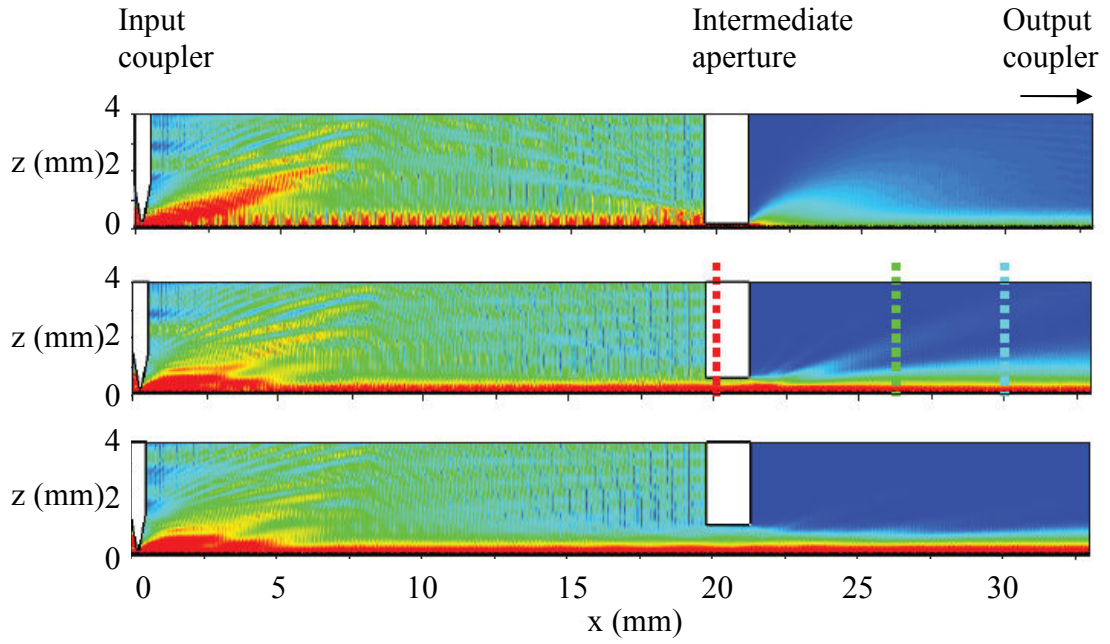 Input
coupler
Intermediate
aperture
Output
coupler
4
z (mm) 2
0
4
z (mm) 2
0
4
z (mm) 2
0
0 5 10 15 20 25 30
x (mm)